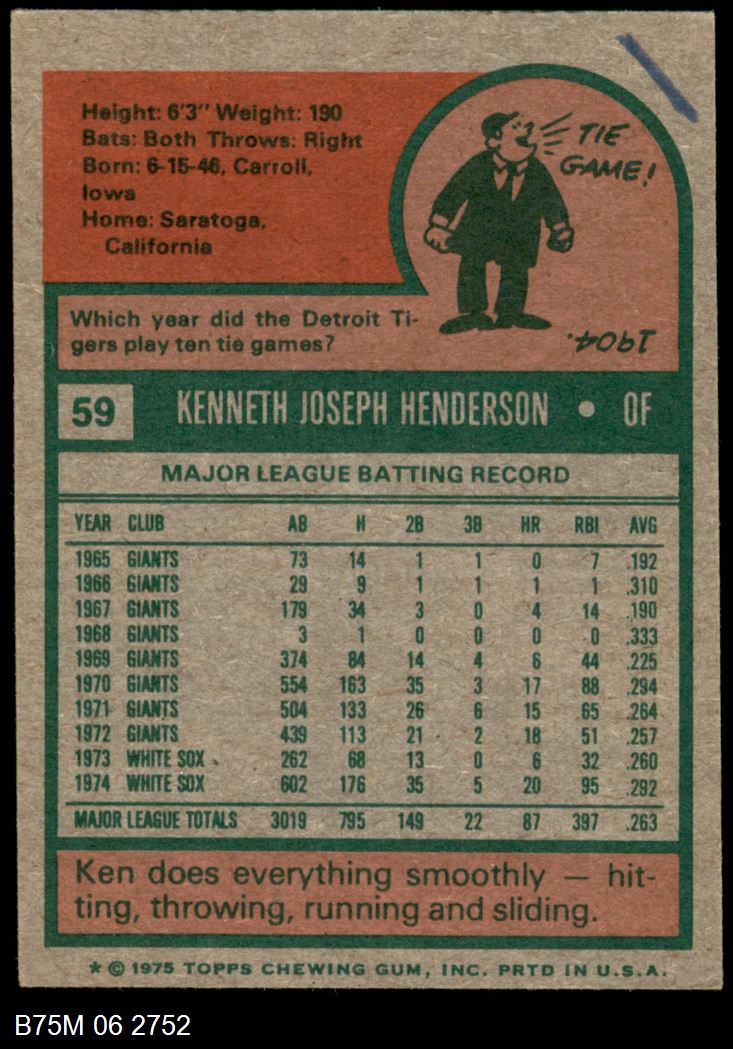 Height: 6'3" Weight: 190
Bats: Both Throws: Right
Born: 6-15-46, Carroll,
Iowa
Home: Saratoga,
California
TIE
GAME!
Which year did the Detroit Ti-
gers play ten tie games?
1904.
59 KENNETH JOSEPH HENDERSON • OF
MAJOR LEAGUE BATTING RECORD
YEAR CLUB AB H 2B 3B HR RBI AVG
1965 GIANTS 73 14 1 1 0 7 .192
1966 GIANTS 29 9 1 1 1 1 .310
1967 GIANTS 179 34 3 0 4 14 .190
1968 GIANTS 3 1 0 0 0 0 .333
1969 GIANTS 374 84 14 4 6 44 .225
1970 GIANTS 554 163 35 3 17 88 .294
1971 GIANTS 504 133 26 6 15 65 .264
1972 GIANTS 439 113 21 2 18 51 .257
1973 WHITE SOX 262 68 13 0 6 32 .260
1974 WHITE SOX 602 176 35 5 20 95 .292
MAJOR LEAGUE TOTALS 3019 795 149 22 87 397 .263
Ken does everything smoothly — hit-
ting, throwing, running and sliding.
* © 1975 TOPPS CHEWING GUM, INC. PRTD IN U.S.A.
B75M 06 2752